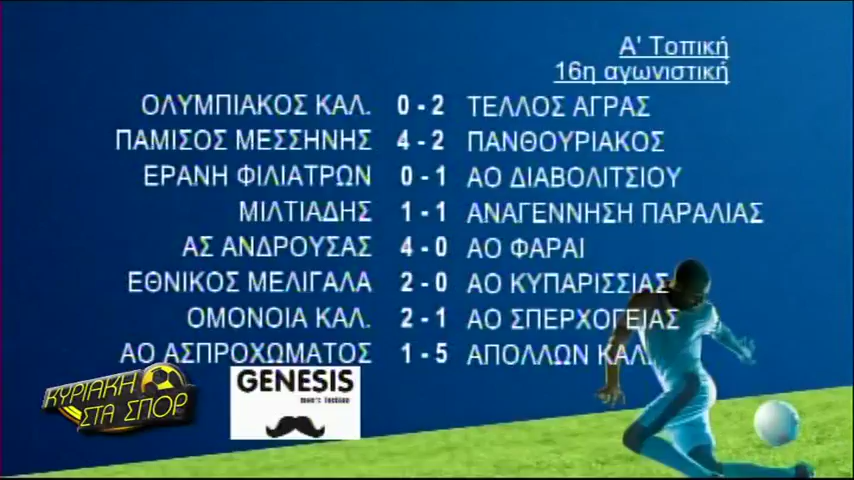 Α' Τοπική
16η αγωνιστική
ΟΛΥΜΠΙΑΚΟΣ ΚΑΛ. 0 - 2 ΤΕΛΛΟΣ ΑΓΡΑΣ
ΠΑΜΙΣΟΣ ΜΕΣΣΗΝΗΣ 4 - 2 ΠΑΝΘΟΥΡΙΑΚΟΣ
ΕΡΑΝΗ ΦΙΛΙΑΤΡΩΝ 0 - 1 ΑΟ ΔΙΑΒΟΛΙΤΣΙΟΥ
ΜΙΛΤΙΑΔΗΣ 1 - 1 ΑΝΑΓΕΝΝΗΣΗ ΠΑΡΑΛΙΑΣ
ΑΣ ΑΝΔΡΟΥΣΑΣ 4 - 0 ΑΟ ΦΑΡΑΙ
ΕΘΝΙΚΟΣ ΜΕΛΙΓΑΛΑ 2 - 0 ΑΟ ΚΥΠΑΡΙΣΣΙΑΣ
ΟΜΟΝΟΙΑ ΚΑΛ. 2 - 1 ΑΟ ΣΠΕΡΧΟΓΕΙΑΣ
ΑΟ ΑΣΠΡΟΧΩΜΑΤΟΣ 1 - 5 ΑΠΟΛΛΩΝ ΚΑΛ.
ΚΥΡΙΑΚΗ
ΣΤΑ ΣΠΟΡ
GENESIS
men's fashion